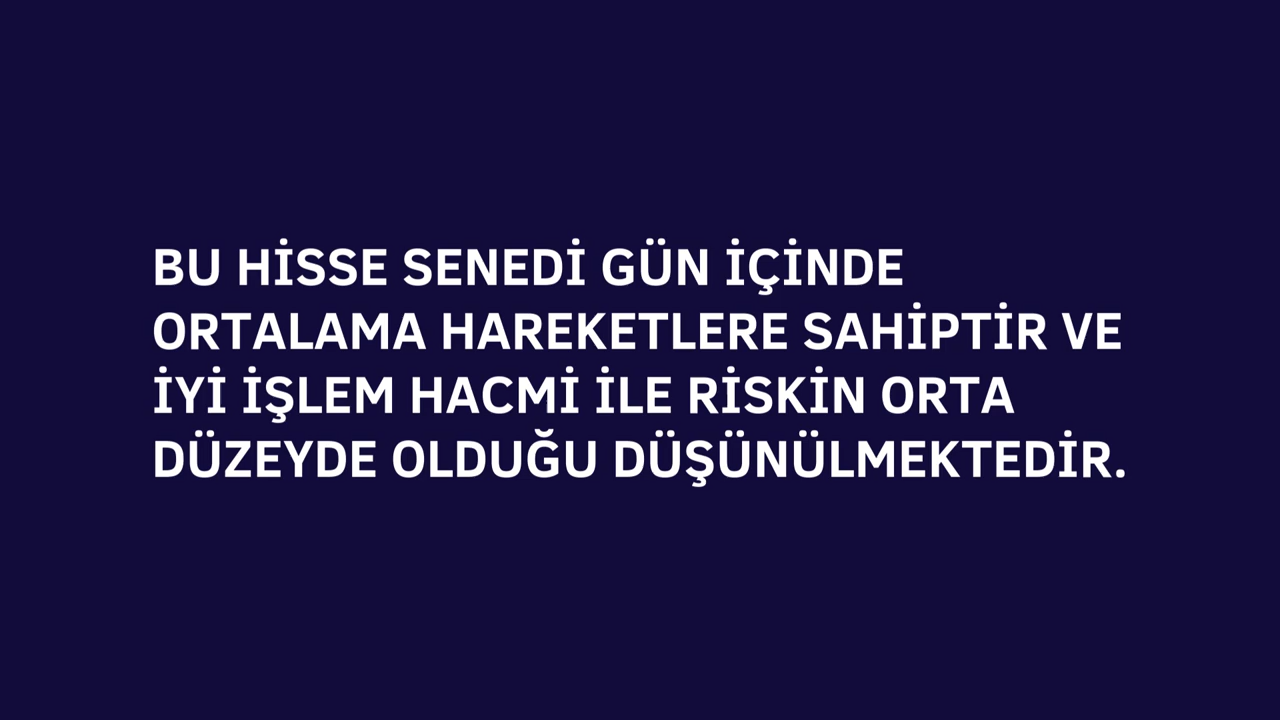 BU HİSSE SENEDİ GÜN İÇİNDE
ORTALAMA HAREKETLERE SAHİPTİR VE
İYİ İŞLEM HACMİ İLE RİSKİN ORTA
DÜZEYDE OLDUĞU DÜŞÜNÜLMEKTEDİR.